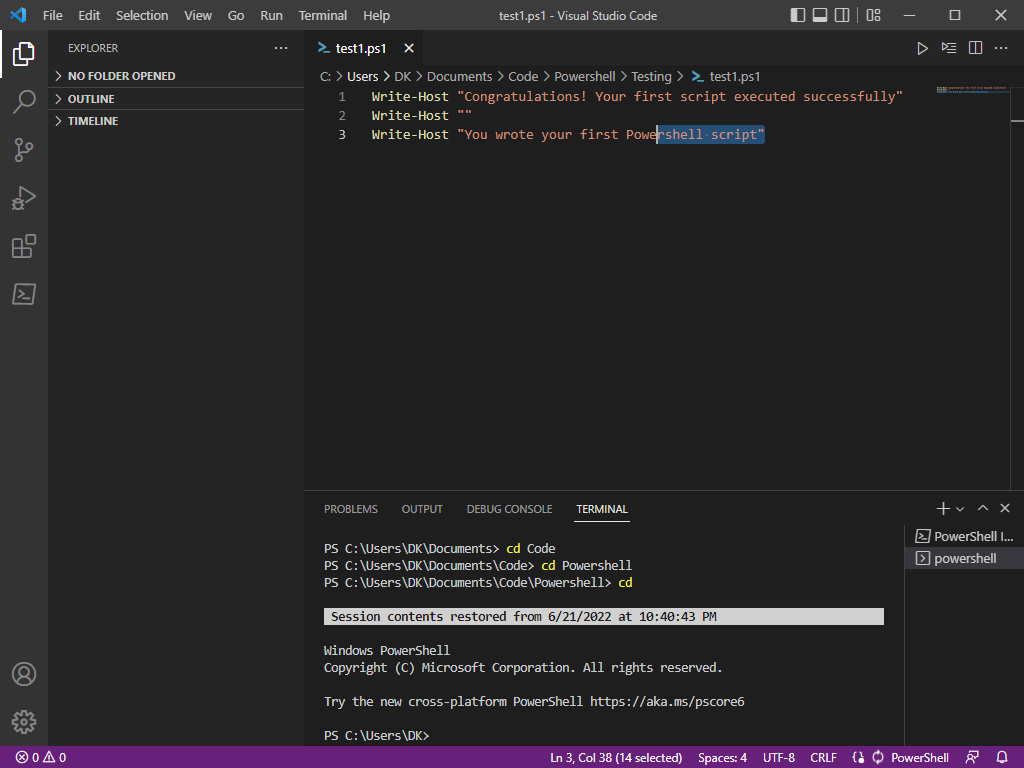 File Edit Selection View Go Run Terminal Help test1.ps1 - Visual Studio Code
EXPLORER
NO FOLDER OPENED
OUTLINE
TIMELINE
test1.ps1
C: > Users > DK > Documents > Code > Powershell > Testing > test1.ps1
1 Write-Host "Congratulations! Your first script executed successfully"
2 Write-Host ""
3 Write-Host "You wrote your first Powershell script"
PROBLEMS OUTPUT DEBUG CONSOLE TERMINAL
PS C:\Users\DK\Documents> cd Code
PS C:\Users\DK\Documents\Code> cd Powershell
PS C:\Users\DK\Documents\Code\Powershell> cd
Session contents restored from 6/21/2022 at 10:40:43 PM
Windows PowerShell
Copyright (C) Microsoft Corporation. All rights reserved.
Try the new cross-platform PowerShell https://aka.ms/pscore6
PS C:\Users\DK>
PowerShell I...
powershell
0 0 Ln 3, Col 38 (14 selected) Spaces: 4 UTF-8 CRLF PowerShell